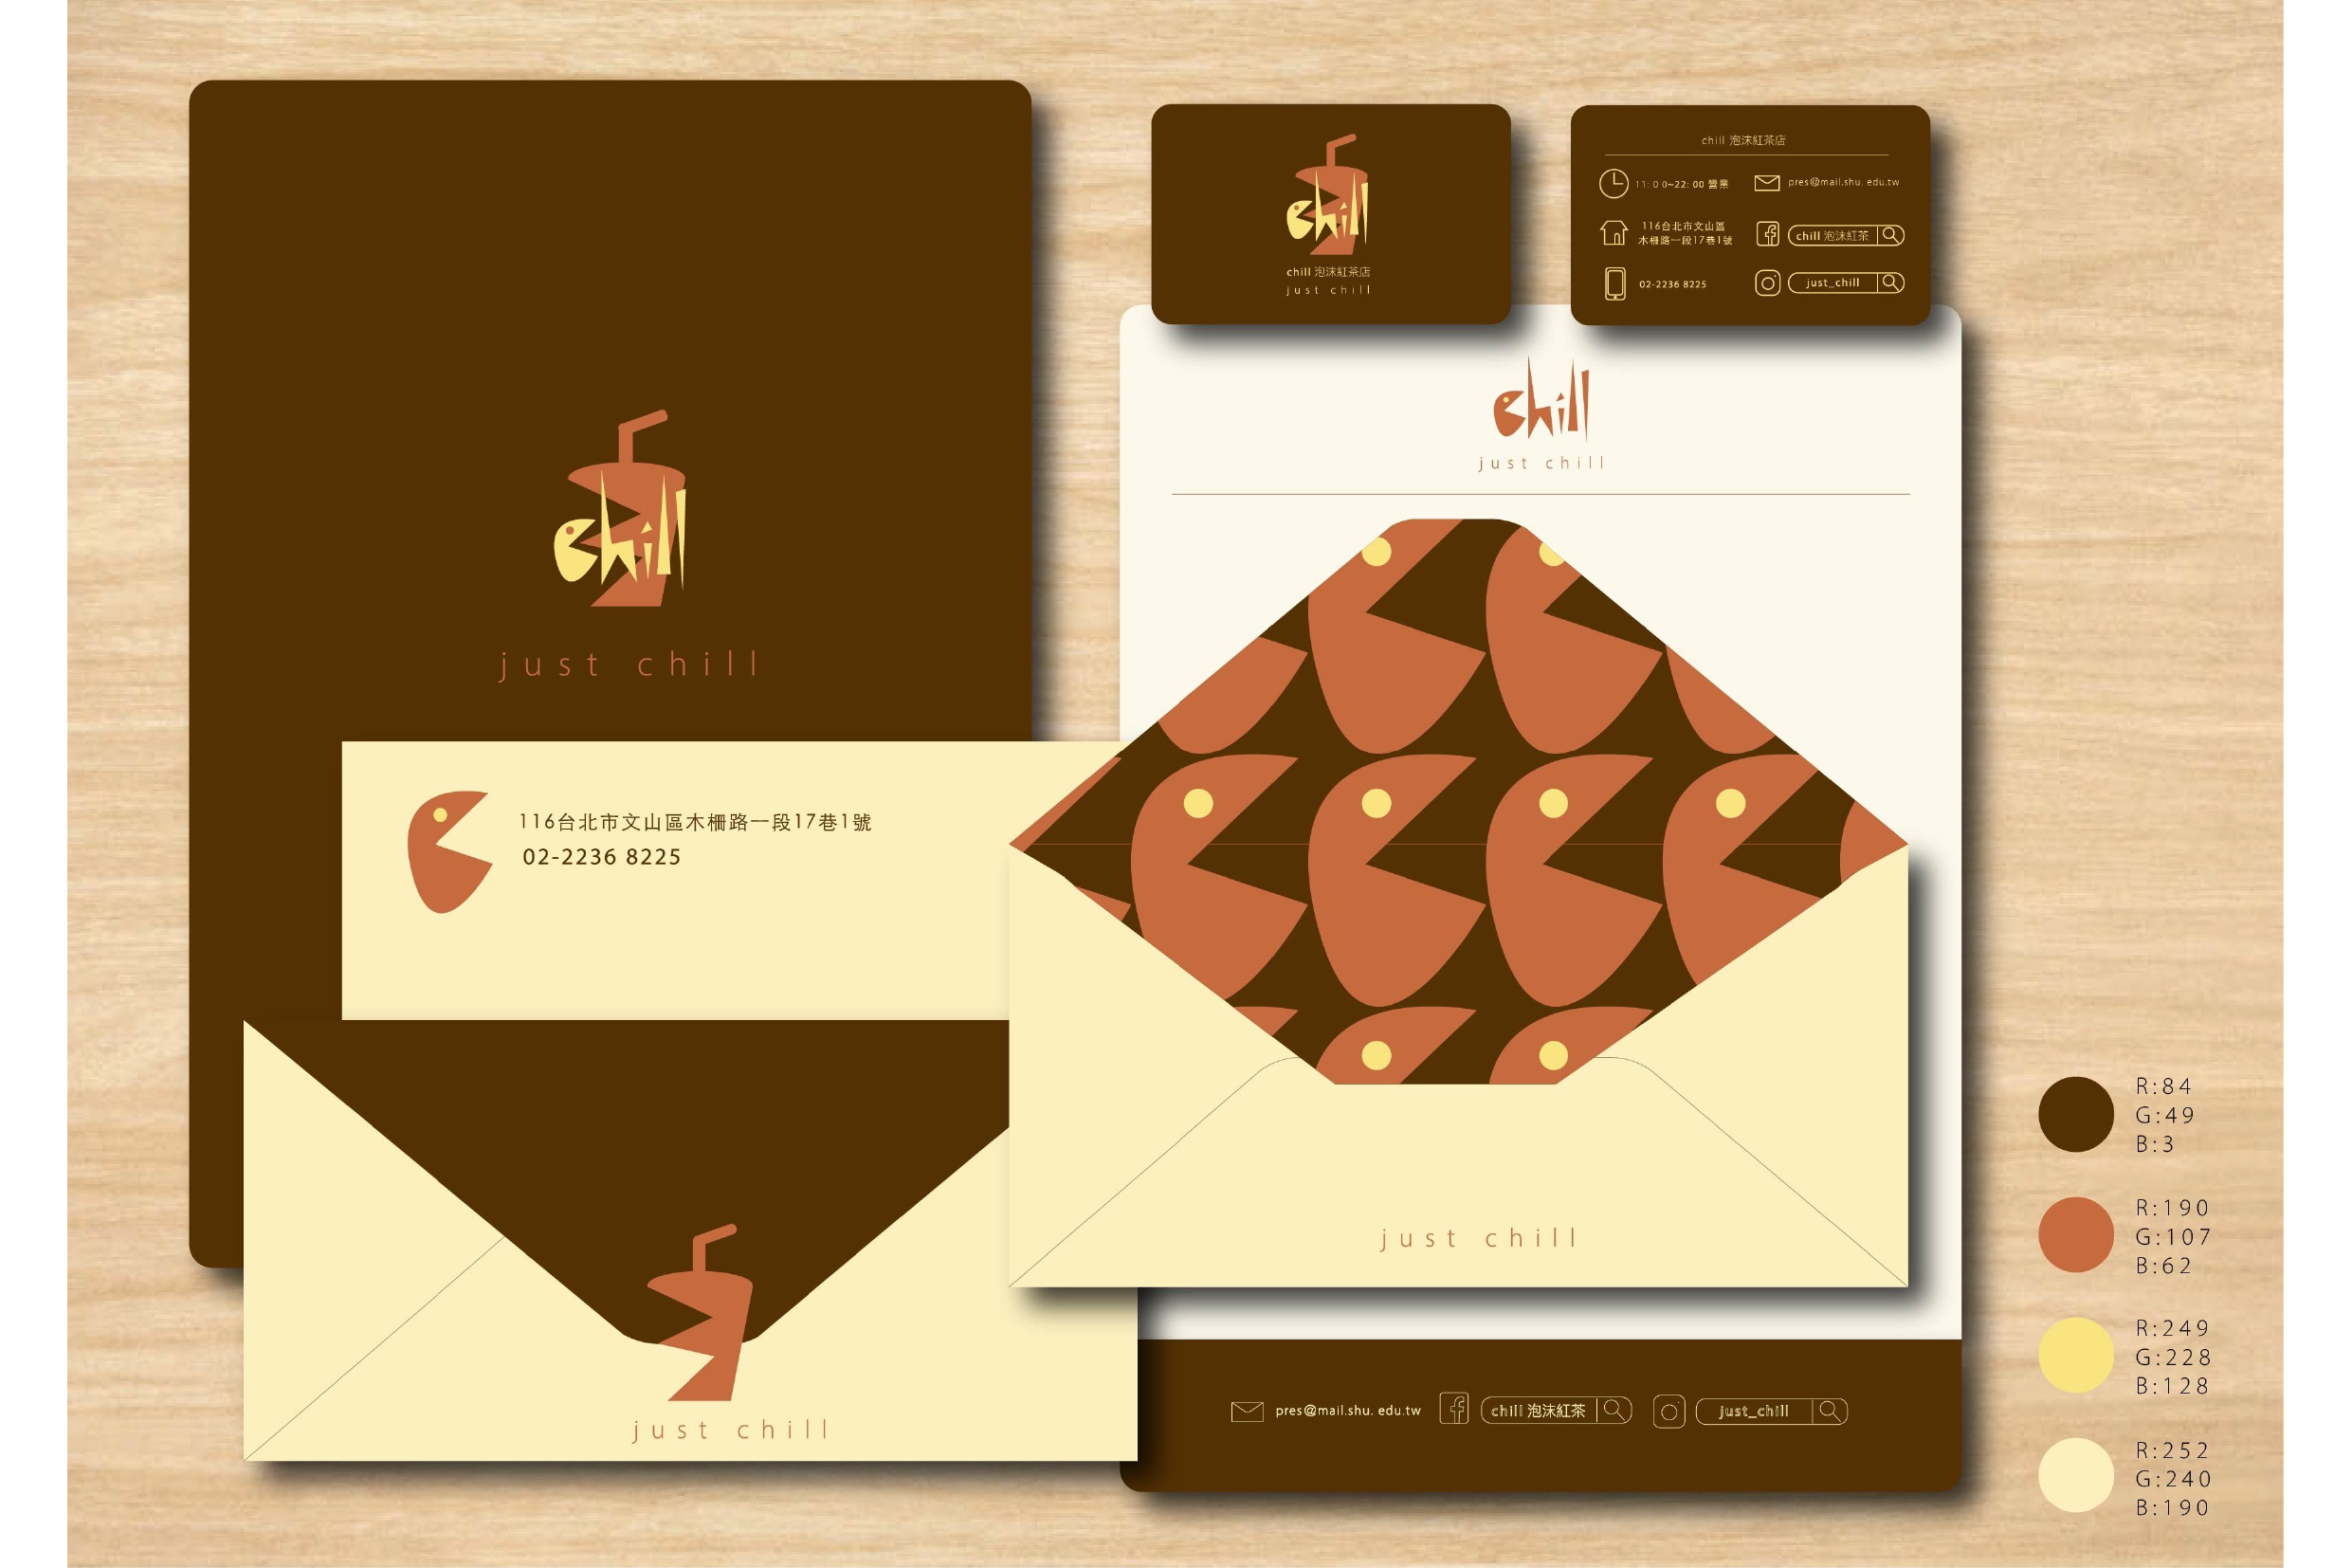 chill
just chill
chill
chill 泡沫紅茶店
just chill
chill 泡沫紅茶店
11: 0 0~22: 00 營業
pres@mail.shu. edu.tw
116台北市文山區
木柵路一段17巷1號
chill 泡沫紅茶
02-2236 8225
just_chill
chill
just chill
116台北市文山區木柵路一段17巷1號
02-2236 8225
just chill
just chill
pres@mail.shu. edu.tw
chill 泡沫紅茶
just_chill
R:84
G:49
B:3
R:190
G:107
B:62
R:249
G:228
B:128
R:252
G:240
B:190